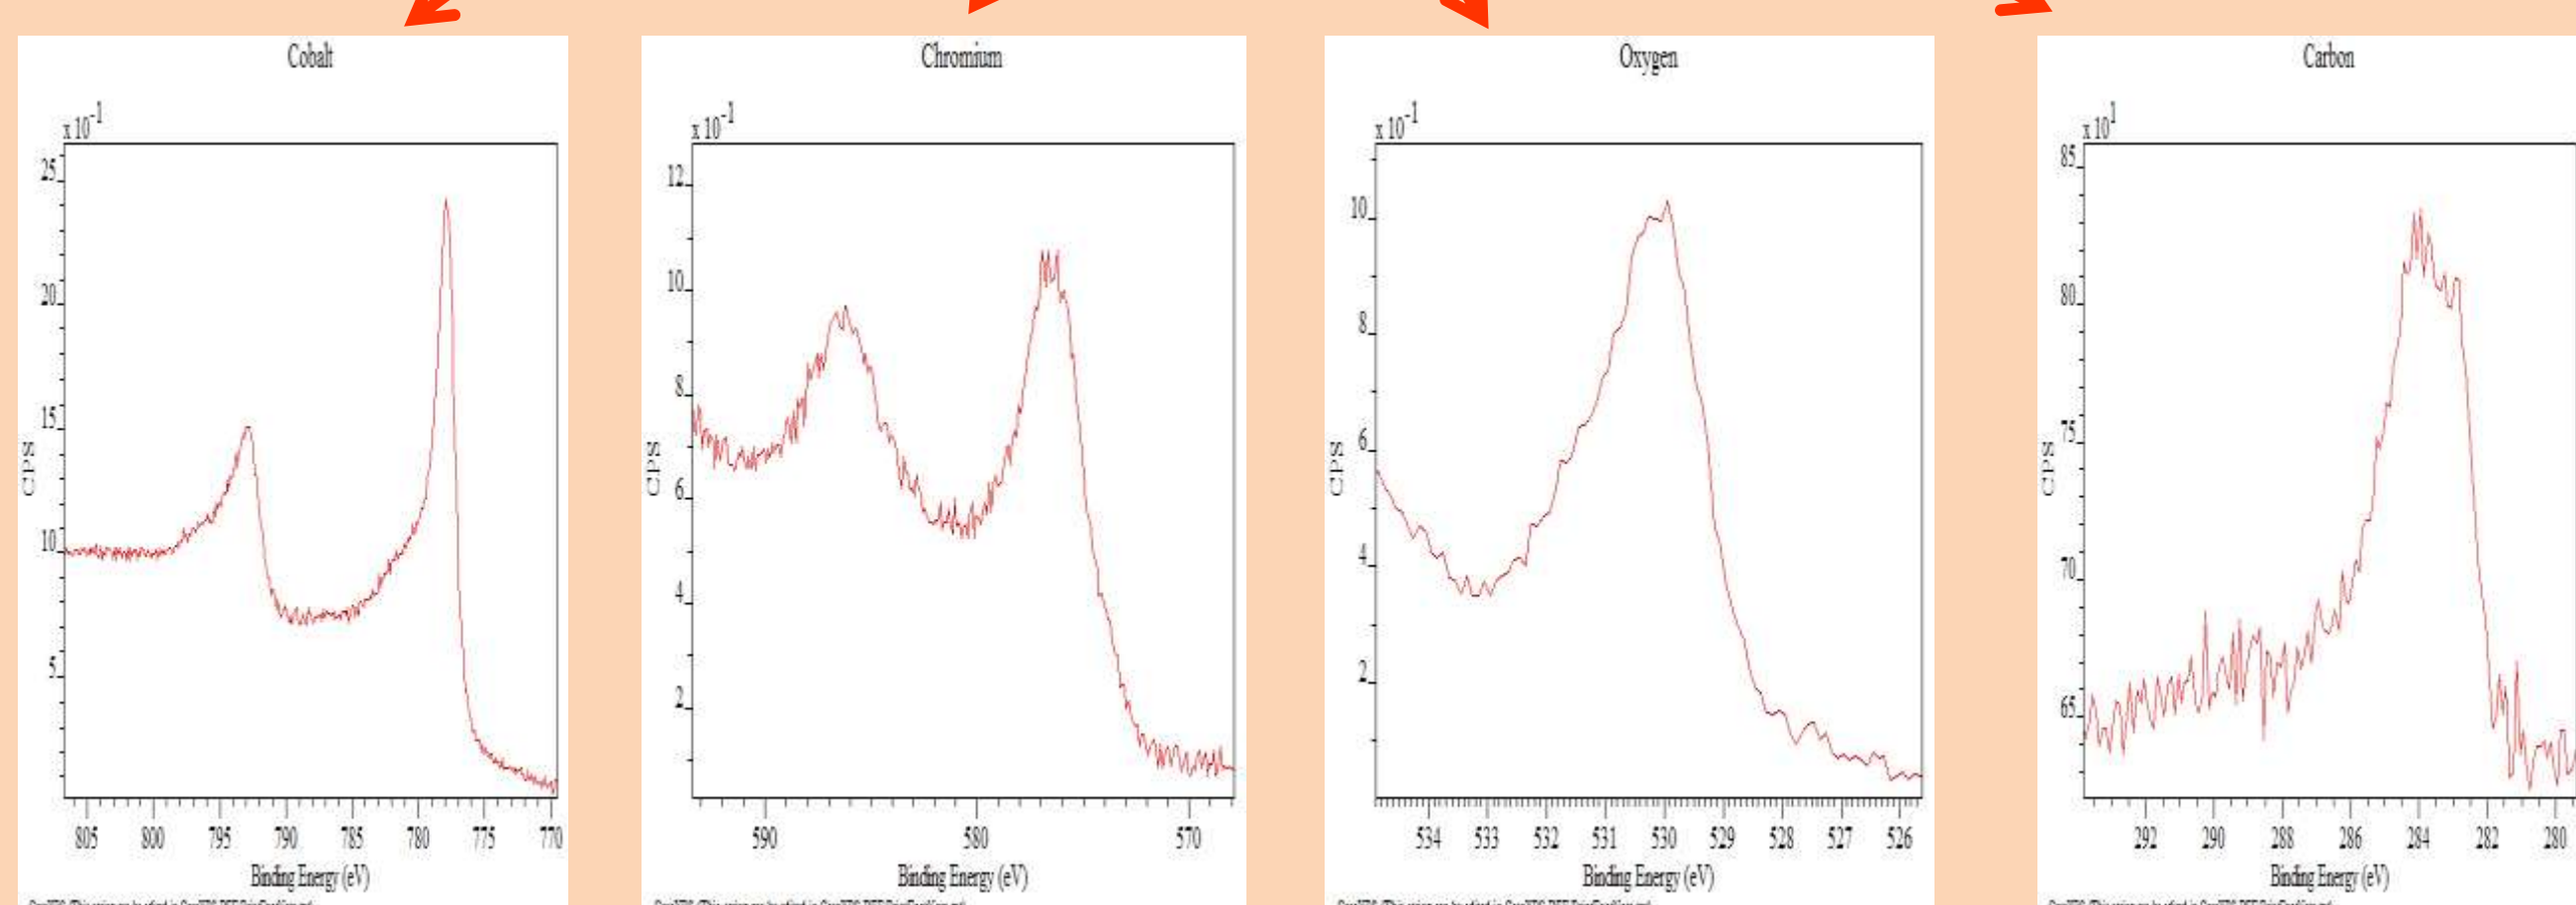 Cobalt
x 10^-1
25
20
15
10
5
CPS
805 800 795 790 785 780 775 770
Binding Energy (eV)
Chromium
x 10^-1
12
10
8
6
4
2
CPS
590 580 570
Binding Energy (eV)
Oxygen
x 10^-1
10
8
6
4
2
CPS
534 533 532 531 530 529 528 527 526
Binding Energy (eV)
Carbon
x 10^1
85
80
75
70
65
CPS
292 290 288 286 284 282 280
Binding Energy (eV)